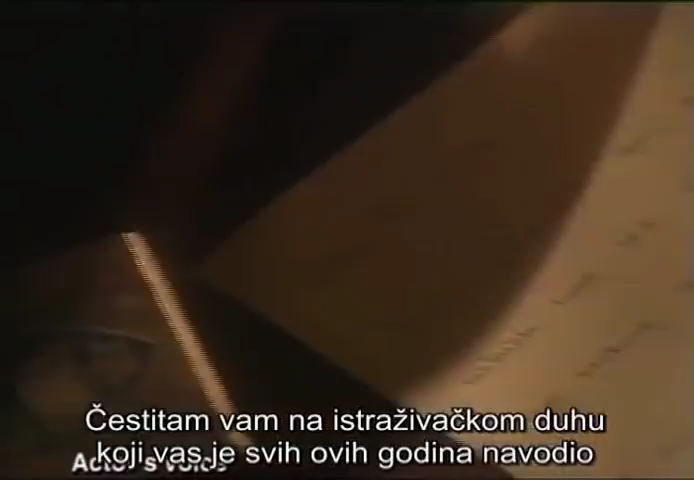 Čestitam vam na istraživačkom duhu
koji vas je svih ovih godina navodio
Actor's voice